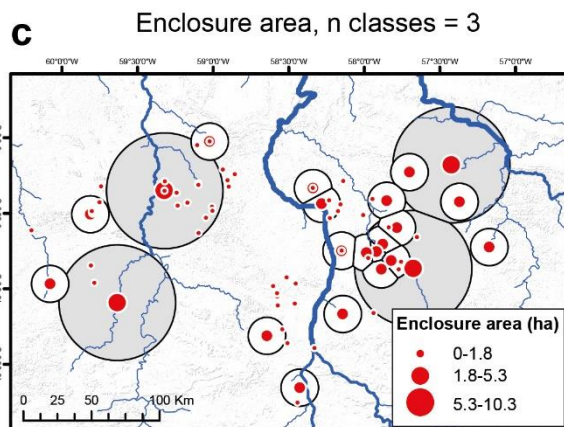 c
Enclosure area, n classes = 3
60°0'0"W 59°30'0"W 59°0'0"W 58°30'0"W 58°0'0"W 57°30'0"W 57°0'0"W
Enclosure area (ha)
0-1.8
1.8-5.3
5.3-10.3
0 25 50 100 Km